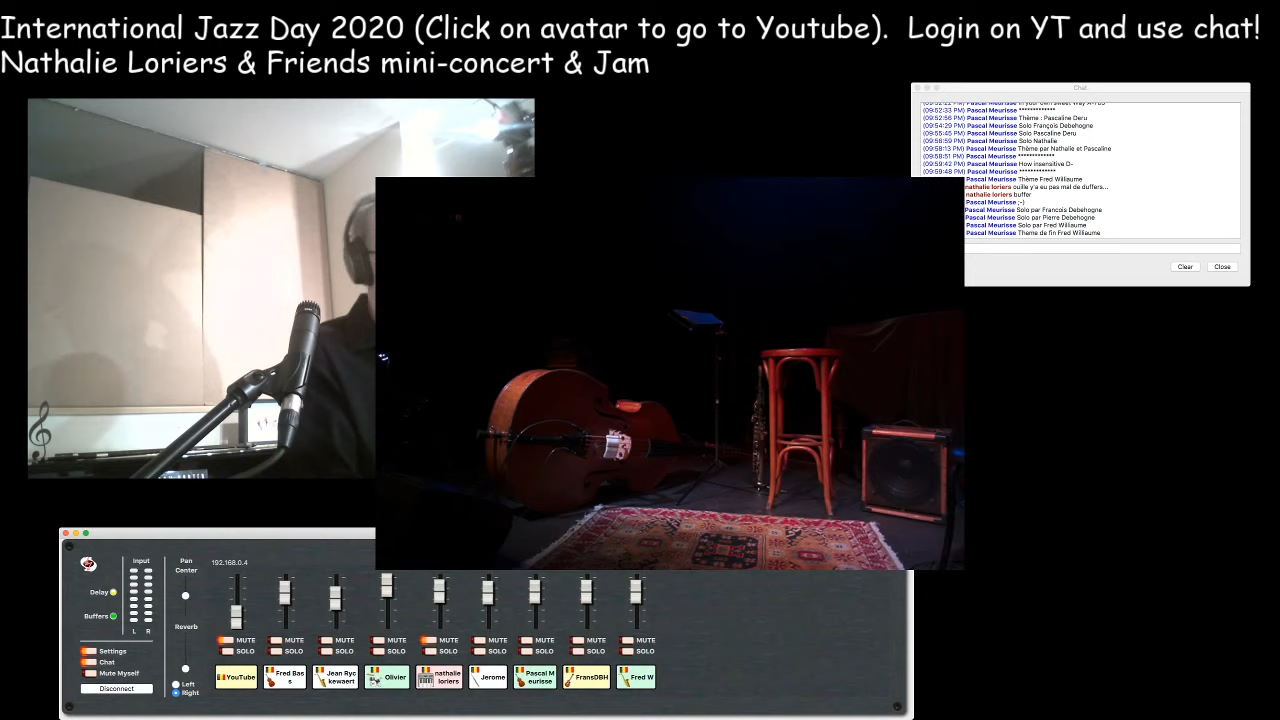 International Jazz Day 2020 (Click on avatar to go to Youtube).  Login on YT and use chat!
Nathalie Loriers & Friends mini-concert & Jam
Chat
(09:52:33 PM) Pascal Meurisse *************
(09:52:56 PM) Pascal Meurisse Thème : Pascaline Deru
(09:54:29 PM) Pascal Meurisse Solo François Debehogne
(09:55:45 PM) Pascal Meurisse Solo Pascaline Deru
(09:56:59 PM) Pascal Meurisse Solo Nathalie
(09:58:13 PM) Pascal Meurisse Thème par Nathalie et Pascaline
(09:58:51 PM) Pascal Meurisse *************
(09:59:42 PM) Pascal Meurisse How insensitive D-
(09:59:48 PM) Pascal Meurisse *************
Pascal Meurisse Thème Fred Williaume
nathalie loriers ouille y'a eu pas mal de duffers...
nathalie loriers buffer
Pascal Meurisse ;-)
Pascal Meurisse Solo par Francois Debehogne
Pascal Meurisse Solo par Pierre Debehogne
Pascal Meurisse Solo par Fred Williaume
Pascal Meurisse Theme de fin Fred Williaume
Clear Close
Input
Pan
Center
192.168.0.4
Delay
Buffers
L R
Reverb
Settings
Chat
Mute Myself
Disconnect
Left
Right
MUTE MUTE MUTE MUTE MUTE MUTE MUTE MUTE MUTE
SOLO SOLO SOLO SOLO SOLO SOLO SOLO SOLO SOLO
YouTube
Fred Bas
s
Jean Ryc
kewaert
Olivier
nathalie
loriers
Jerome
Pascal M
eurisse
FransDBH
Fred W